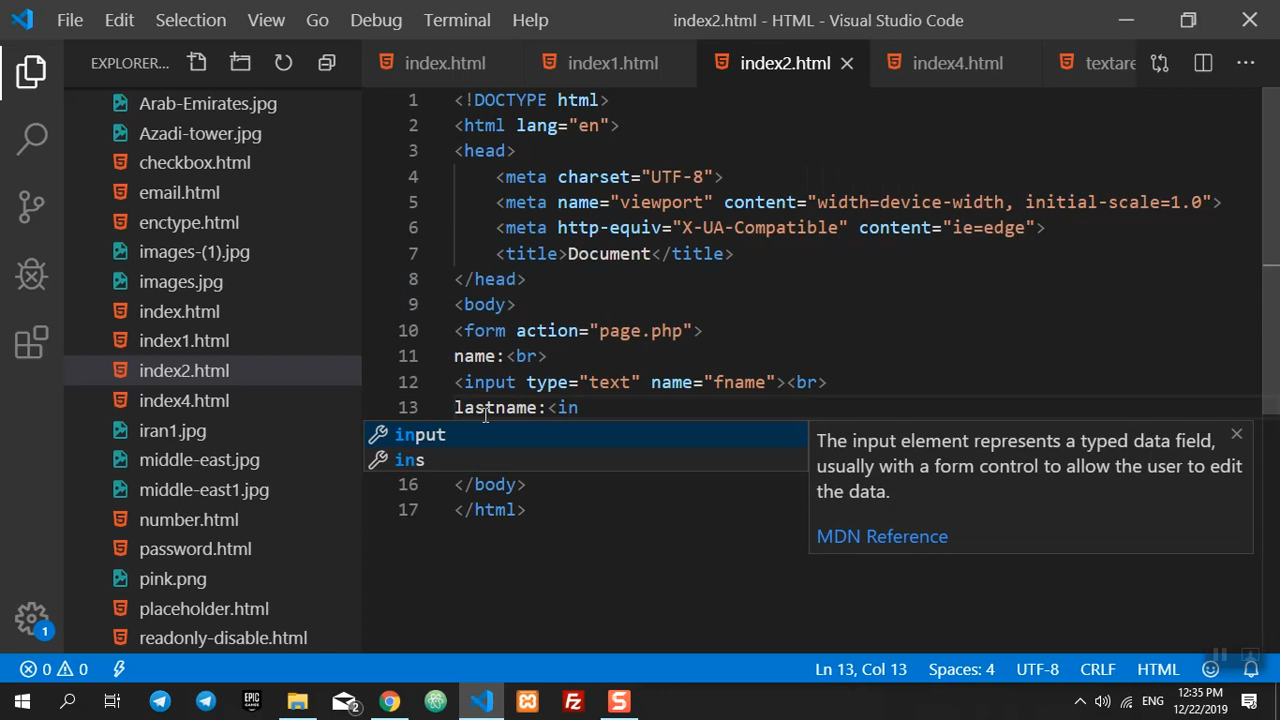 File Edit Selection View Go Debug Terminal Help index2.html - HTML - Visual Studio Code
EXPLORER... index.html index1.html index2.html index4.html textare
Arab-Emirates.jpg
Azadi-tower.jpg
checkbox.html
email.html
enctype.html
images-(1).jpg
images.jpg
index.html
index1.html
index2.html
index4.html
iran1.jpg
middle-east.jpg
middle-east1.jpg
number.html
password.html
pink.png
placeholder.html
readonly-disable.html
1 <!DOCTYPE html>
2 <html lang="en">
3 <head>
4 <meta charset="UTF-8">
5 <meta name="viewport" content="width=device-width, initial-scale=1.0">
6 <meta http-equiv="X-UA-Compatible" content="ie=edge">
7 <title>Document</title>
8 </head>
9 <body>
10 <form action="page.php">
11 name:<br>
12 <input type="text" name="fname"><br>
13 lastname:<in
input
ins
The input element represents a typed data field,
usually with a form control to allow the user to edit
the data.
MDN Reference
16 </body>
17 </html>
1
0 0 Ln 13, Col 13 Spaces: 4 UTF-8 CRLF HTML
EPIC GAMES 2 ENG 12:35 PM
12/22/2019